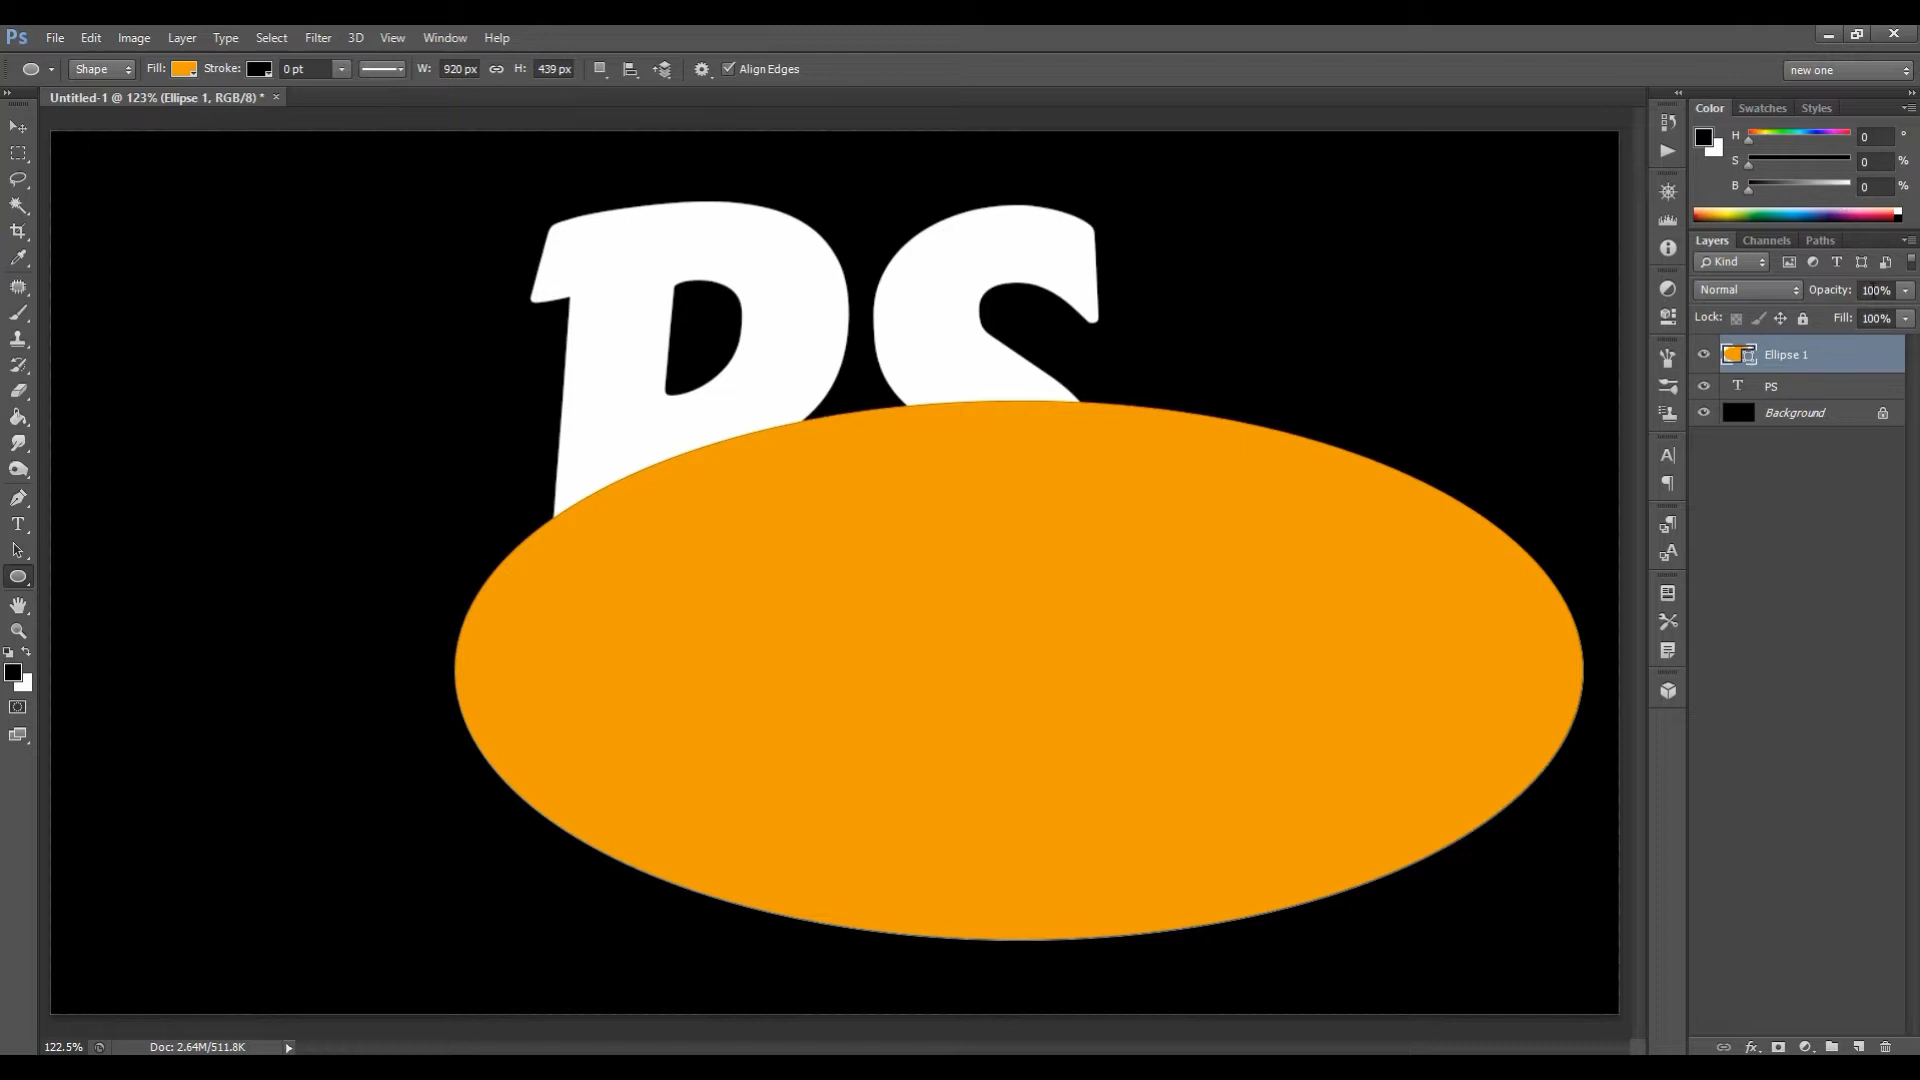 Ps File Edit Image Layer Type Select Filter 3D View Window Help
Shape Fill: Stroke: 0 pt W: 920 px H: 439 px Align Edges new one
Untitled-1 @ 123% (Ellipse 1, RGB/8) * ×
Color Swatches Styles
H 0 °
S 0 %
B 0 %
Layers Channels Paths
Kind
Normal Opacity: 100%
Lock: Fill: 100%
Ellipse 1
T PS
Background
PS
122.5% Doc: 2.64M/511.8K